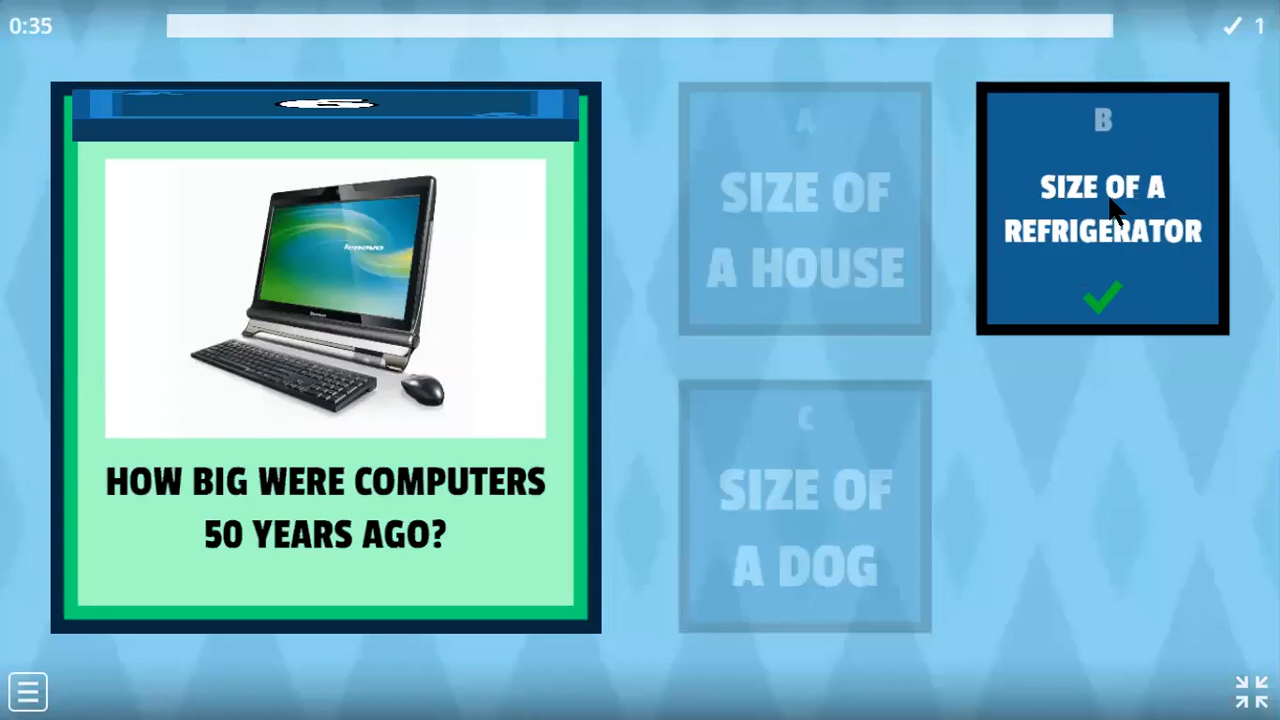 0:35
1
lenovo
HOW BIG WERE COMPUTERS
50 YEARS AGO?
A
SIZE OF
A HOUSE
B
SIZE OF A
REFRIGERATOR
C
SIZE OF
A DOG